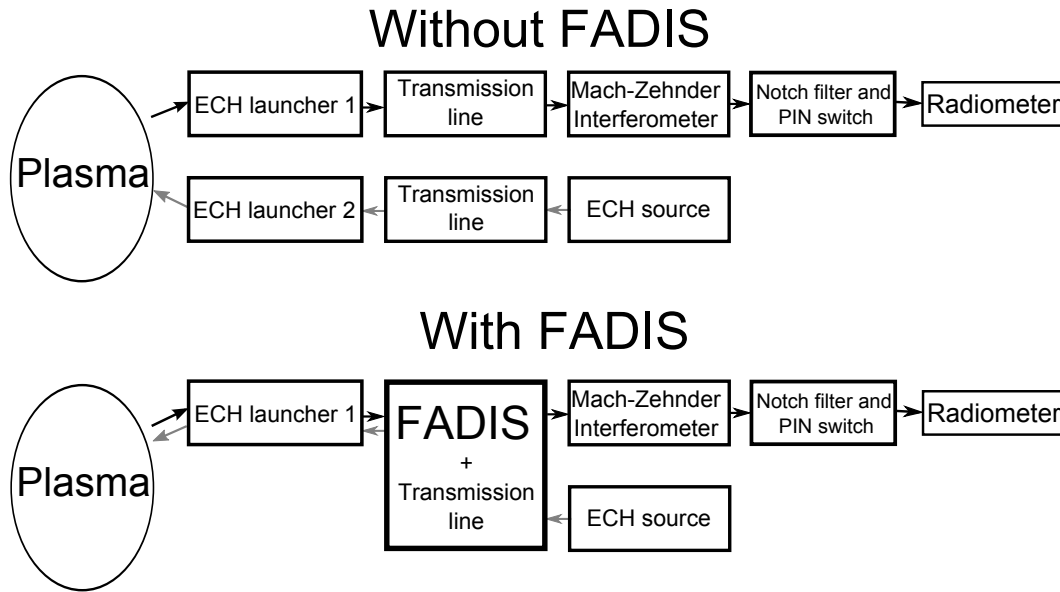 Without FADIS
Plasma
ECH launcher 1
Transmission
line
Mach-Zehnder
Interferometer
Notch filter and
PIN switch
Radiometer
ECH launcher 2
Transmission
line
ECH source
With FADIS
Plasma
ECH launcher 1
FADIS
+
Transmission
line
Mach-Zehnder
Interferometer
Notch filter and
PIN switch
Radiometer
ECH source